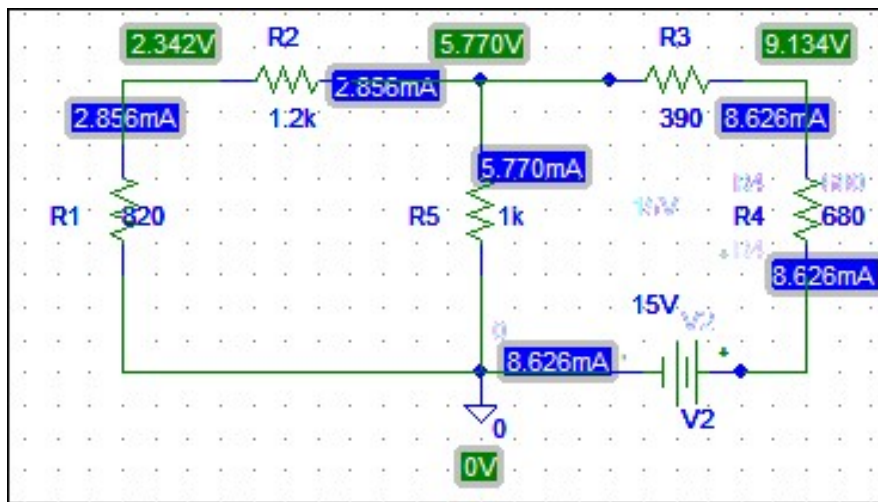 2.342V R2 5.770V R3 9.134V
2.856mA 1.2k 2.856mA 390 8.626mA
5.770mA
R1 820 R5 1k R4 680
8.626mA
15V
8.626mA
V2
0
0V